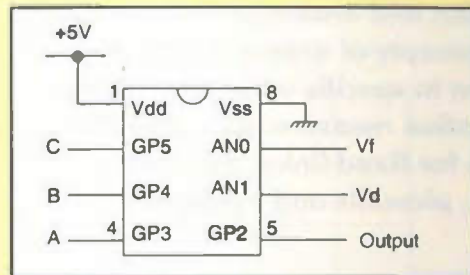 +5V
1 8
Vdd Vss
C GP5 AN0 Vf
B GP4 AN1 Vd
A 4 GP3 GP2 5 Output